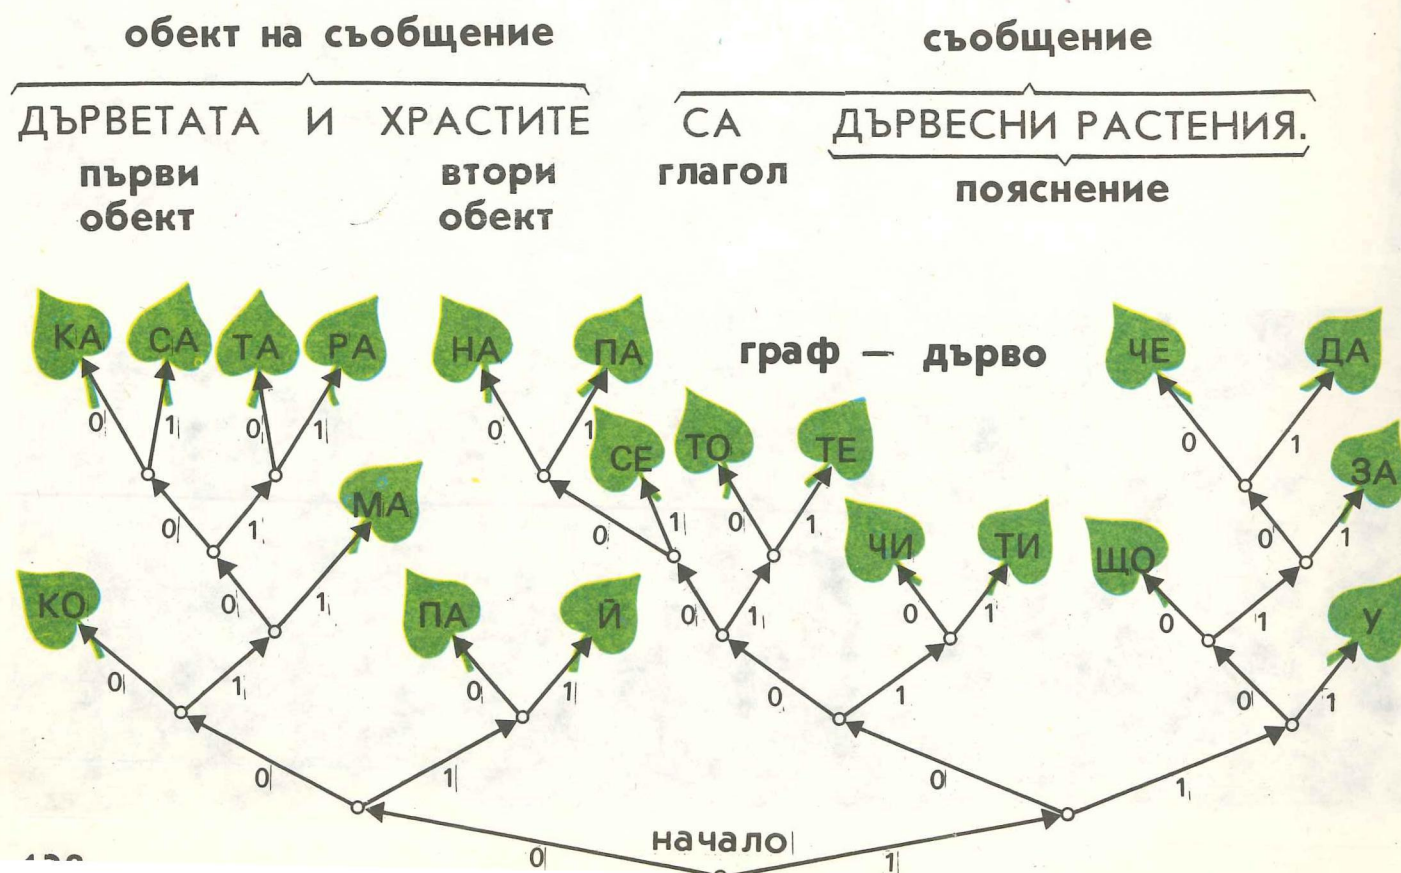 обект на съобщение съобщение
ДЪРВЕТАТА И ХРАСТИТЕ СА ДЪРВЕСНИ РАСТЕНИЯ.
първи обект втори обект глагол пояснение
КА СА ТА РА НА ПА граф – дърво ЧЕ ДА
0 1 0 1 0 1 СЕ ТО ТЕ 0 1 ЗА
МА ЧИ ТИ ЩО
0 1 0 1 0 1 0 1
КО ПА Й У
0 1 0 1 0 1 0 1
0 1 0 1 0 1 0 1
0 1 0 1
начало
0 1